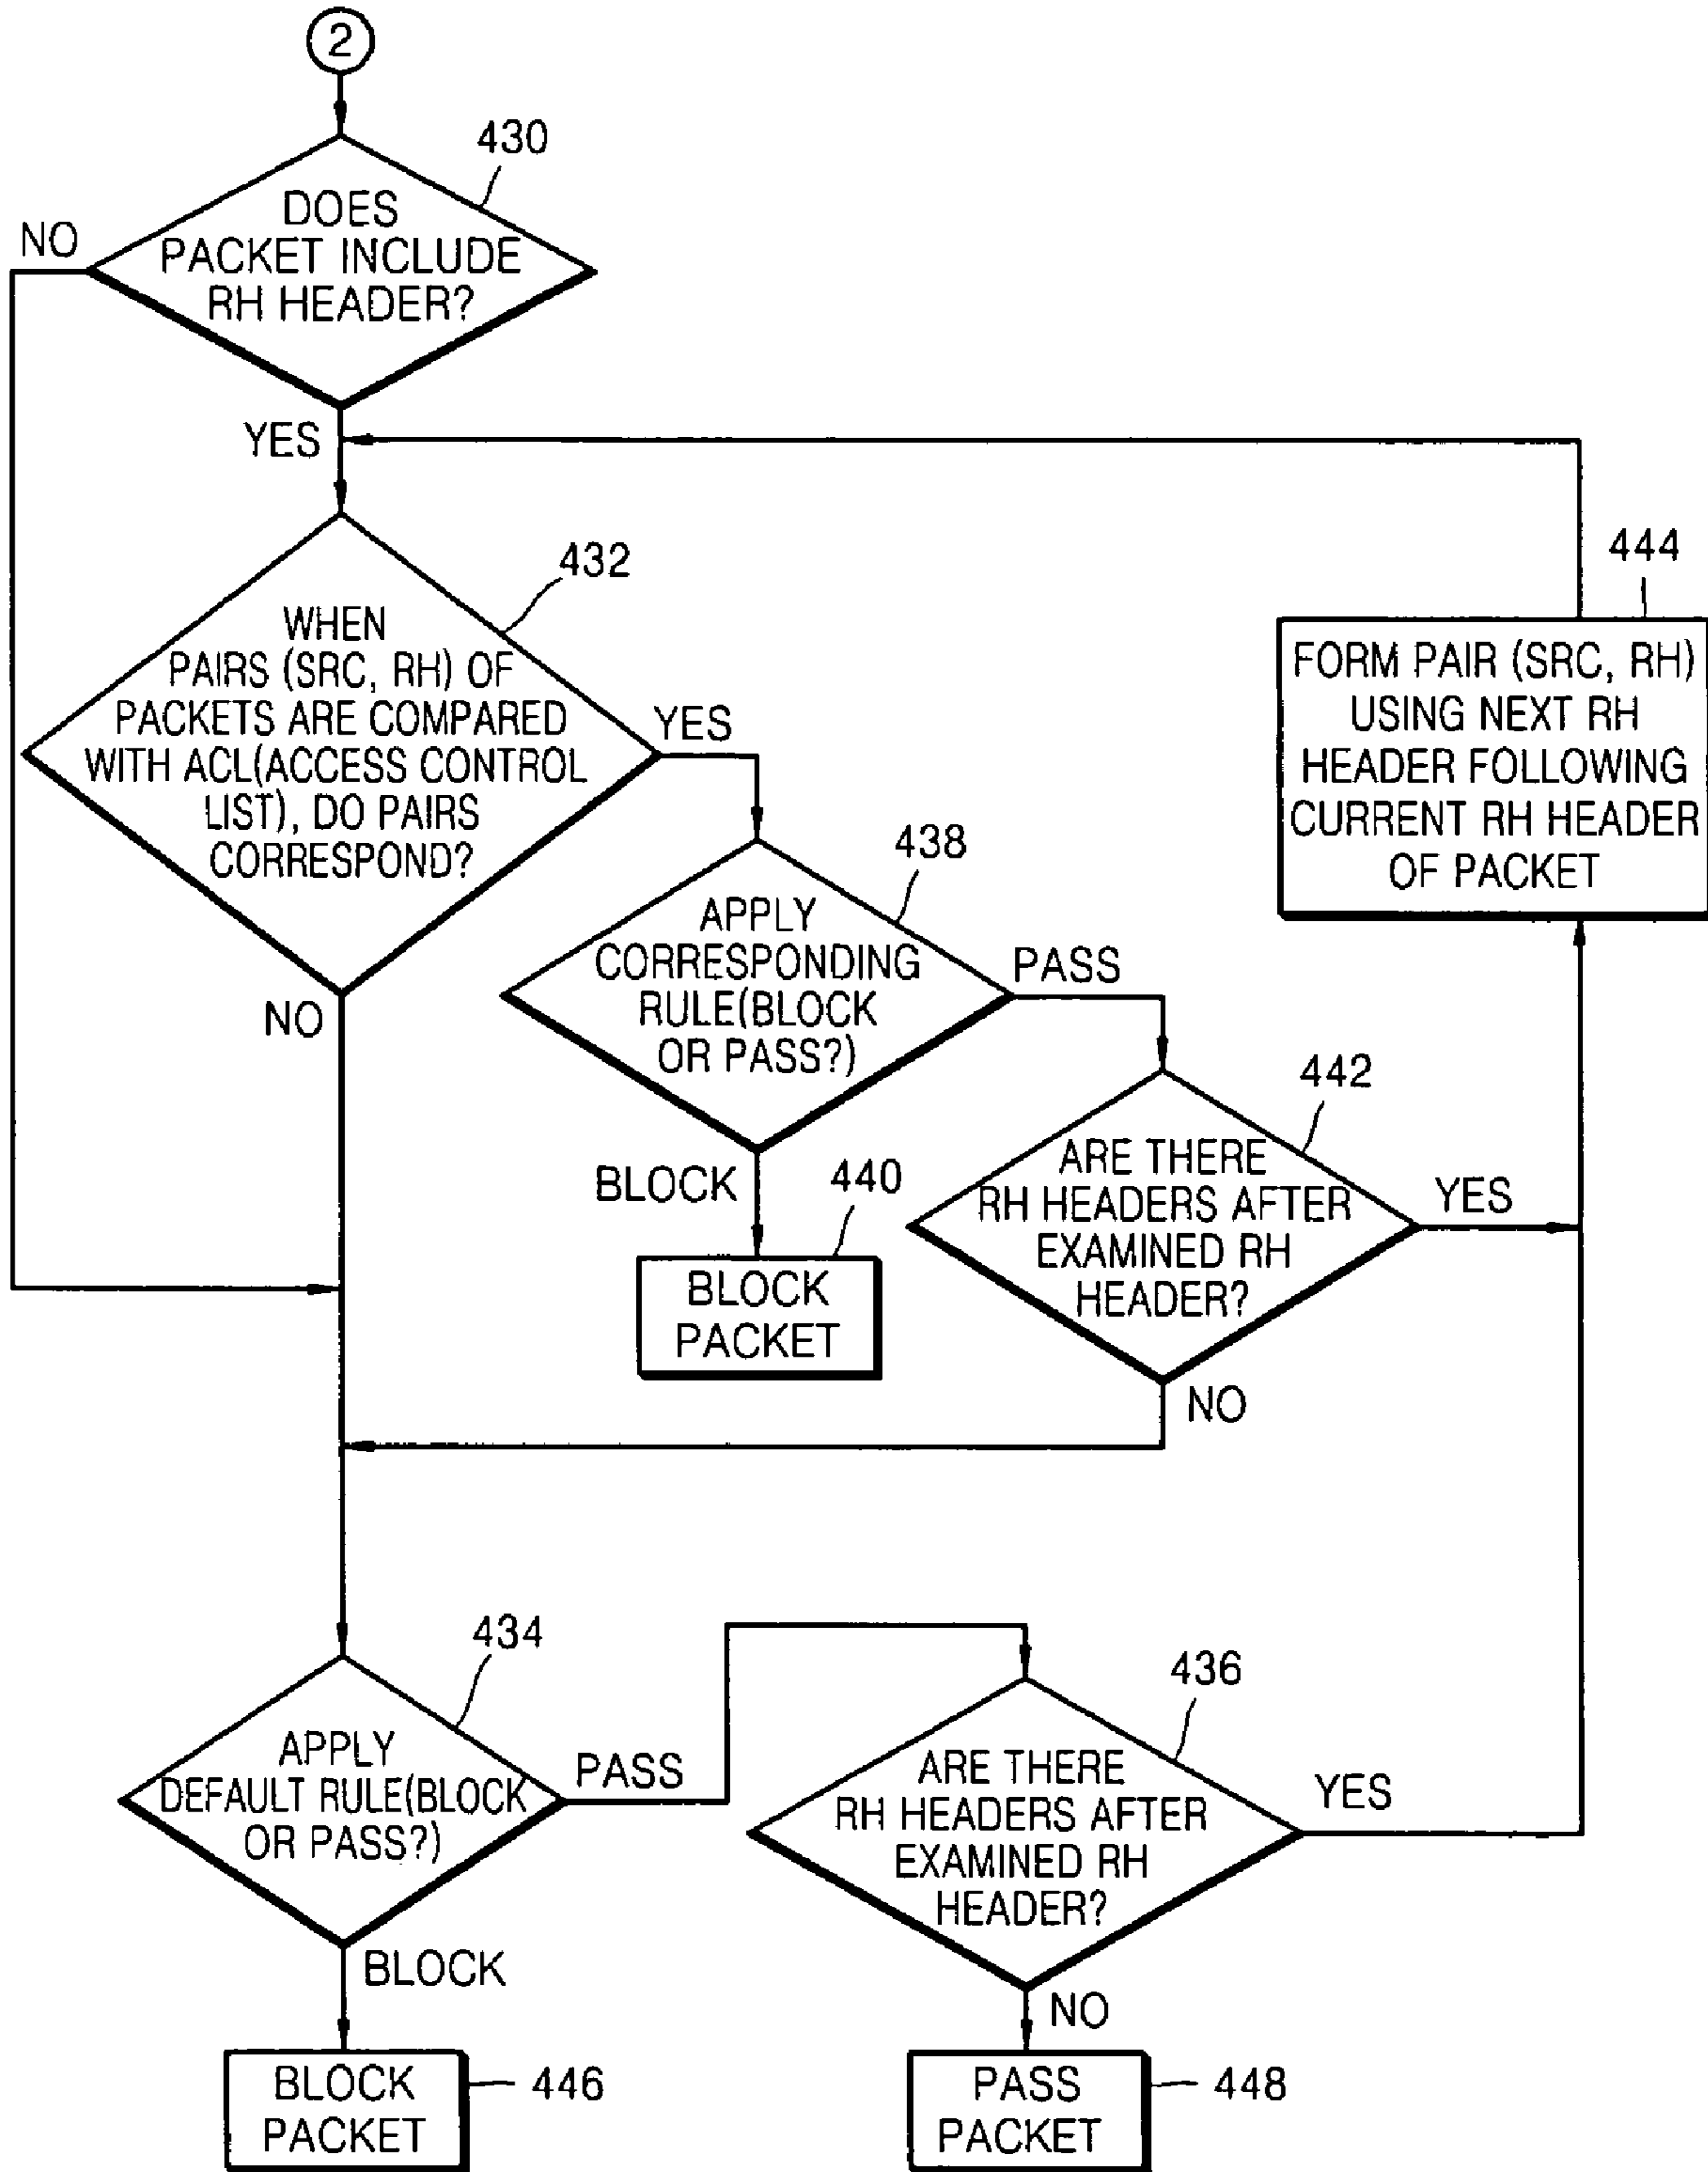 2
430
DOES
PACKET INCLUDE
RH HEADER?
NO
YES
432
WHEN
PAIRS (SRC, RH) OF
PACKETS ARE COMPARED
WITH ACL(ACCESS CONTROL
LIST), DO PAIRS
CORRESPOND?
YES
NO
444
FORM PAIR (SRC, RH)
USING NEXT RH
HEADER FOLLOWING
CURRENT RH HEADER
OF PACKET
438
APPLY
CORRESPONDING
RULE(BLOCK
OR PASS?)
PASS
BLOCK
440
BLOCK
PACKET
442
ARE THERE
RH HEADERS AFTER
EXAMINED RH
HEADER?
YES
NO
434
APPLY
DEFAULT RULE(BLOCK
OR PASS?)
PASS
BLOCK
436
ARE THERE
RH HEADERS AFTER
EXAMINED RH
HEADER?
YES
NO
BLOCK
PACKET
446
PASS
PACKET
448